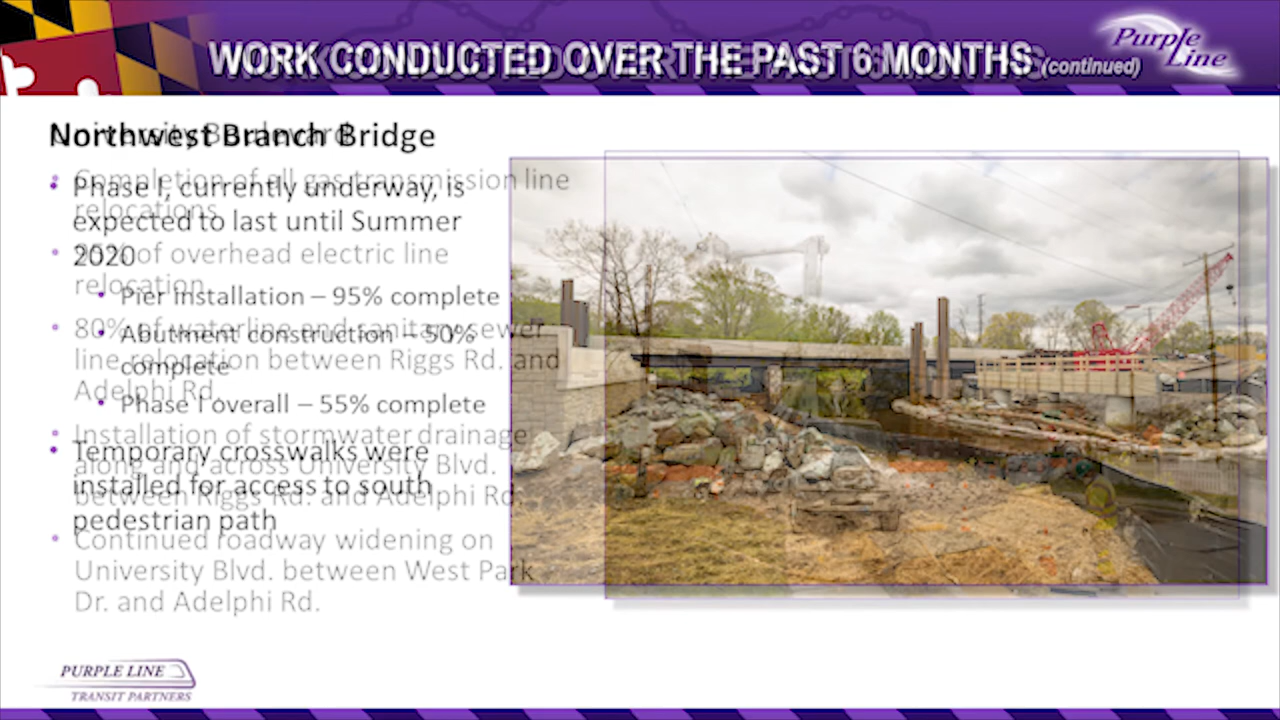 WORK CONDUCTED OVER THE PAST 6 MONTHS (continued)
Purple
Line
Northwest Branch Bridge
• Phase I, currently underway, is
expected to last until Summer
2020
• Pier installation – 95% complete
• Abutment construction – 50%
complete
• Phase I overall – 55% complete
• Temporary crosswalks were
installed for access to south
pedestrian path
University Boulevard
• Completion of all gas transmission line
relocations
• of overhead electric line
relocation
• 80% of waterline and sanitary sewer
line relocation between Riggs Rd. and
Adelphi Rd.
• Installation of stormwater drainage
along and across University Blvd.
between Riggs Rd. and Adelphi Rd.
• Continued roadway widening on
University Blvd. between West Park
Dr. and Adelphi Rd.
PURPLE LINE
TRANSIT PARTNERS